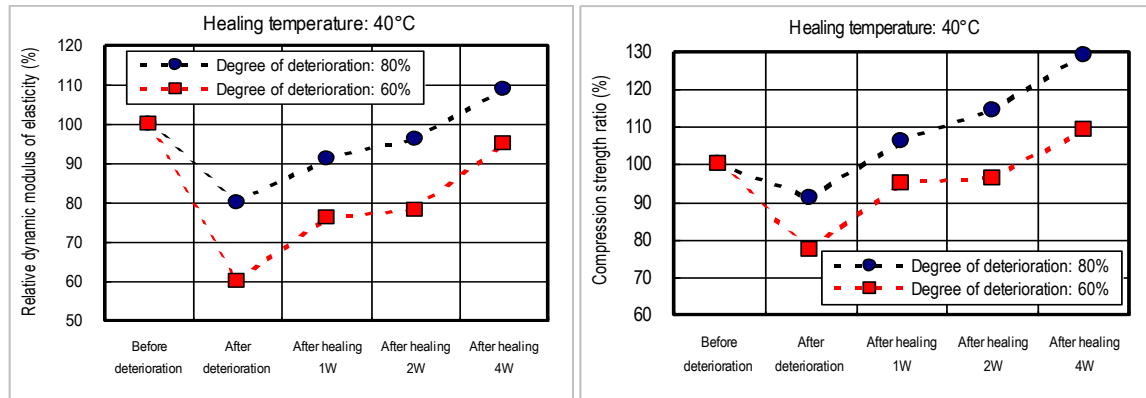 Healing temperature: 40°C
Relative dynamic modulus of elasticity (%)
120
110
100
90
80
70
60
50
Degree of deterioration: 80%
Degree of deterioration: 60%
Before
deterioration
After
deterioration
After healing
1W
After healing
2W
After healing
4W
Healing temperature: 40°C
Compression strength ratio (%)
130
120
110
100
90
80
70
60
Degree of deterioration: 80%
Degree of deterioration: 60%
Before
deterioration
After
deterioration
After healing
1W
After healing
2W
After healing
4W